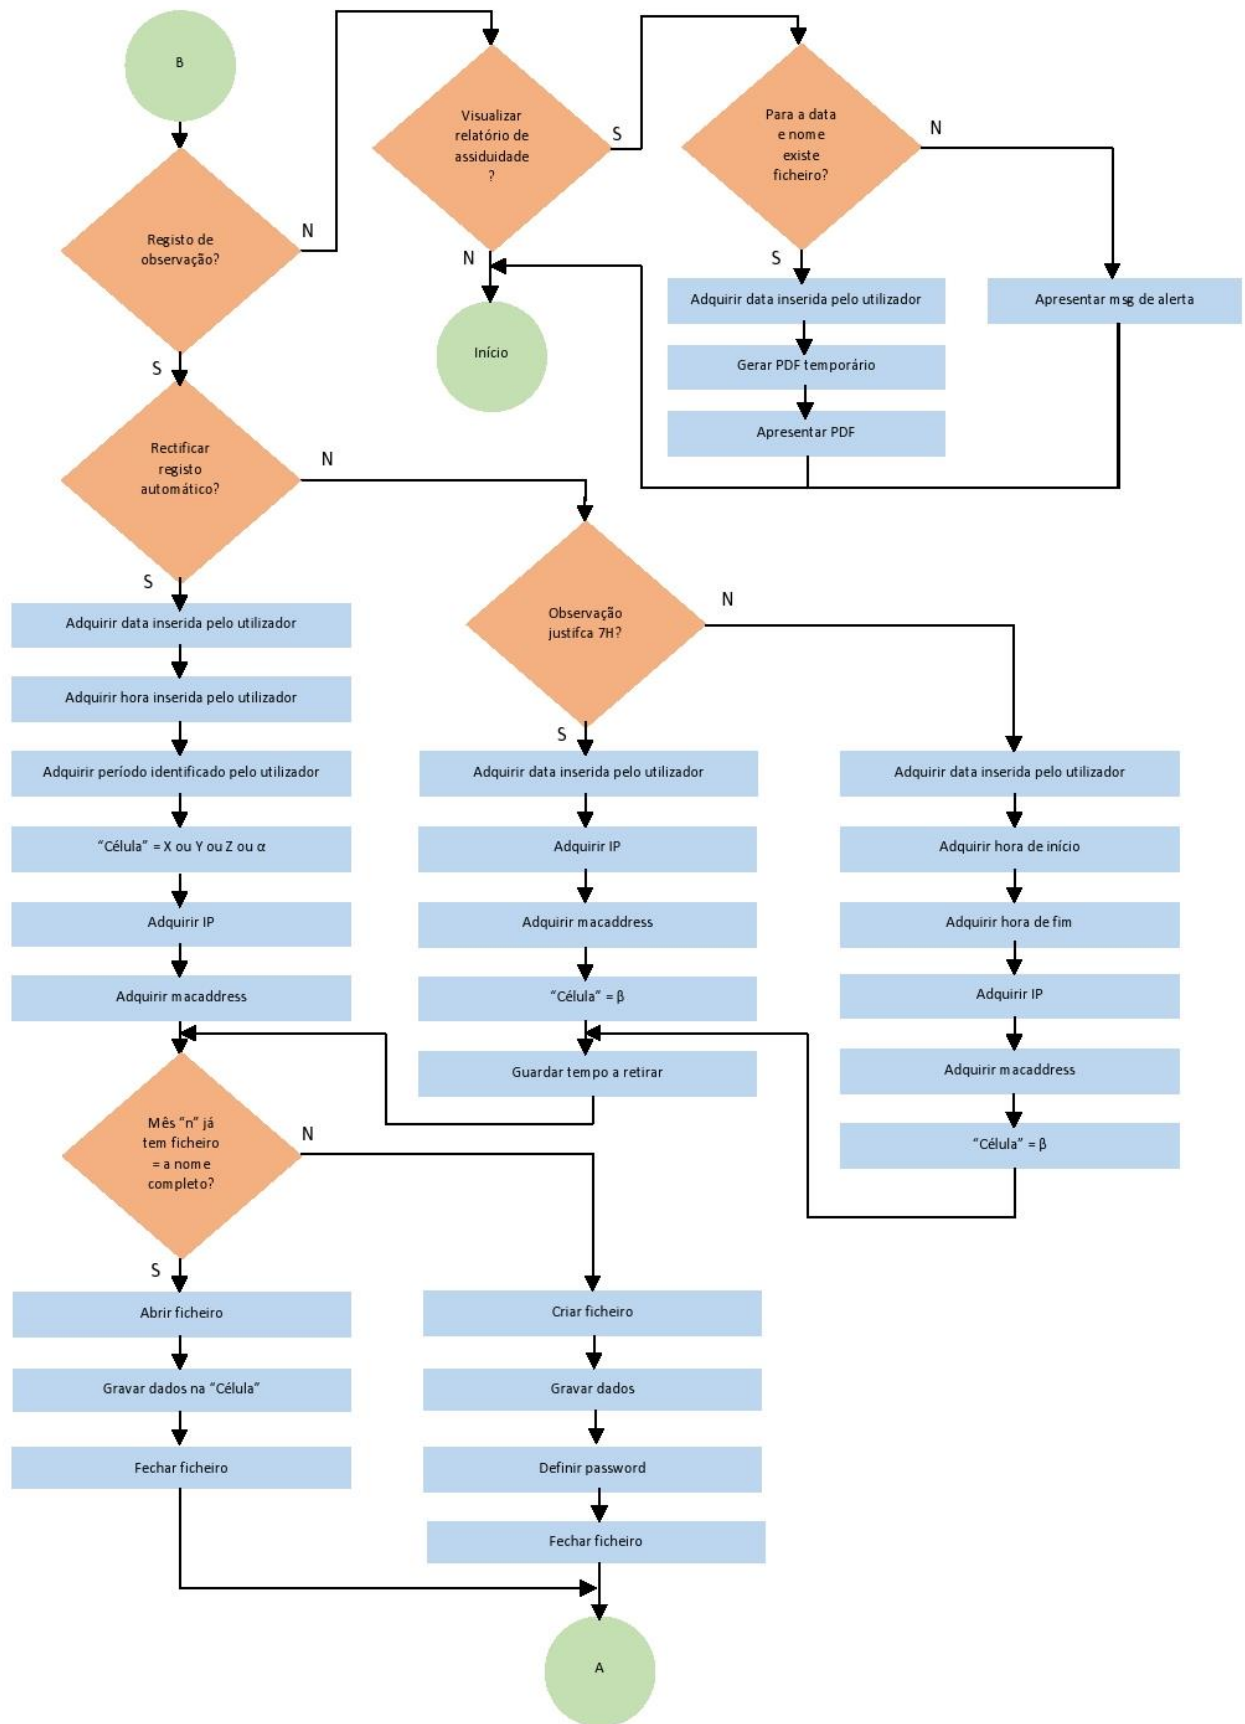 B
Registo de
observação?
N
S
Visualizar
relatório de
assiduidade
?
S
N
Início
Para a data
e nome
existe
ficheiro?
N
S
Adquirir data inserida pelo utilizador
Gerar PDF temporário
Apresentar PDF
Apresentar msg de alerta
Rectificar
registo
automático?
N
S
Adquirir data inserida pelo utilizador
Adquirir hora inserida pelo utilizador
Adquirir período identificado pelo utilizador
“Célula” = X ou Y ou Z ou α
Adquirir IP
Adquirir macaddress
Observação
justifca 7H?
N
S
Adquirir data inserida pelo utilizador
Adquirir IP
Adquirir macaddress
“Célula” = β
Guardar tempo a retirar
Adquirir data inserida pelo utilizador
Adquirir hora de início
Adquirir hora de fim
Adquirir IP
Adquirir macaddress
“Célula” = β
Mês “n” já
tem ficheiro
= a nome
completo?
N
S
Abrir ficheiro
Gravar dados na “Célula”
Fechar ficheiro
Criar ficheiro
Gravar dados
Definir password
Fechar ficheiro
A